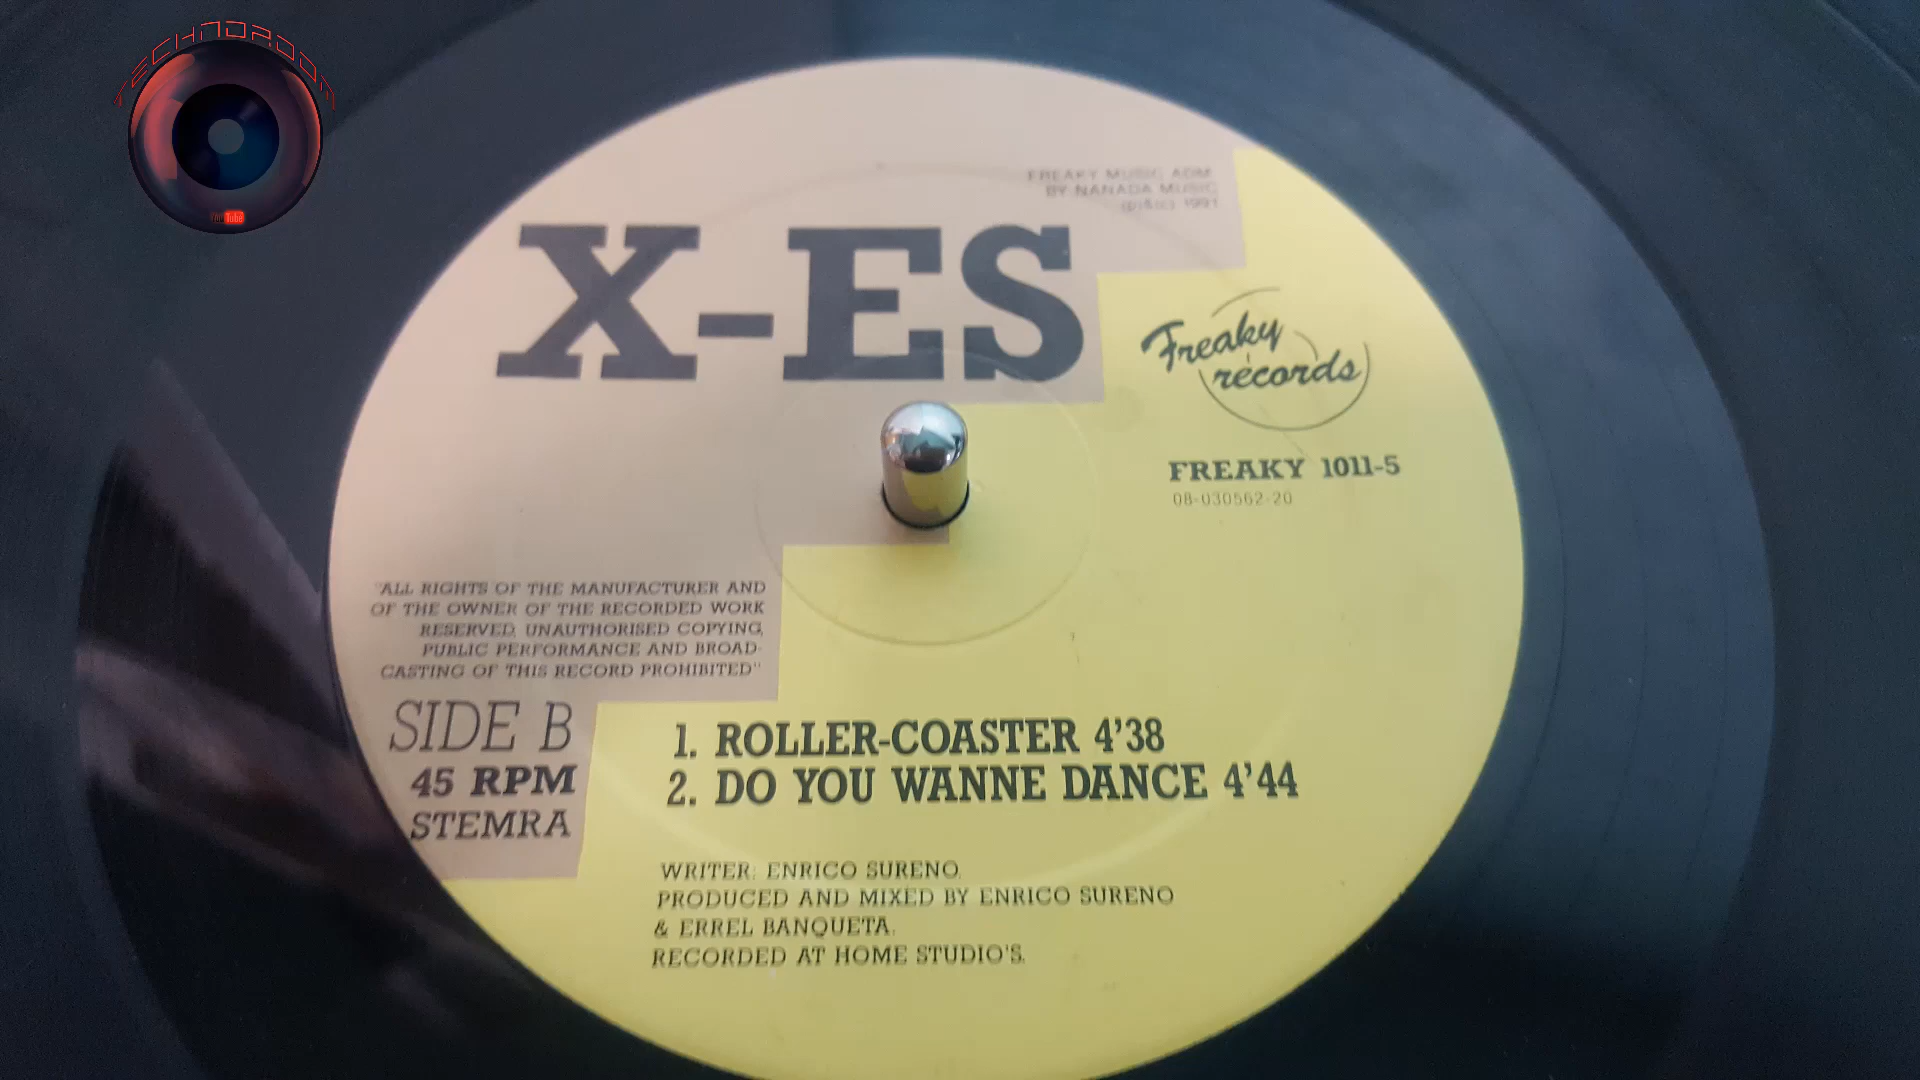 TECHNOROOM
YouTube
FREAKY MUSIC ADM.
BY NANADA MUSIC
1991
X-ES
Freaky
records
FREAKY 1011-5
08-030562-20
"ALL RIGHTS OF THE MANUFACTURER AND
OF THE OWNER OF THE RECORDED WORK
RESERVED. UNAUTHORISED COPYING,
PUBLIC PERFORMANCE AND BROAD-
CASTING OF THIS RECORD PROHIBITED"
SIDE B
45 RPM
STEMRA
1. ROLLER-COASTER 4'38
2. DO YOU WANNE DANCE 4'44
WRITER: ENRICO SURENO.
PRODUCED AND MIXED BY ENRICO SURENO
& ERREL BANQUETA.
RECORDED AT HOME STUDIO'S.